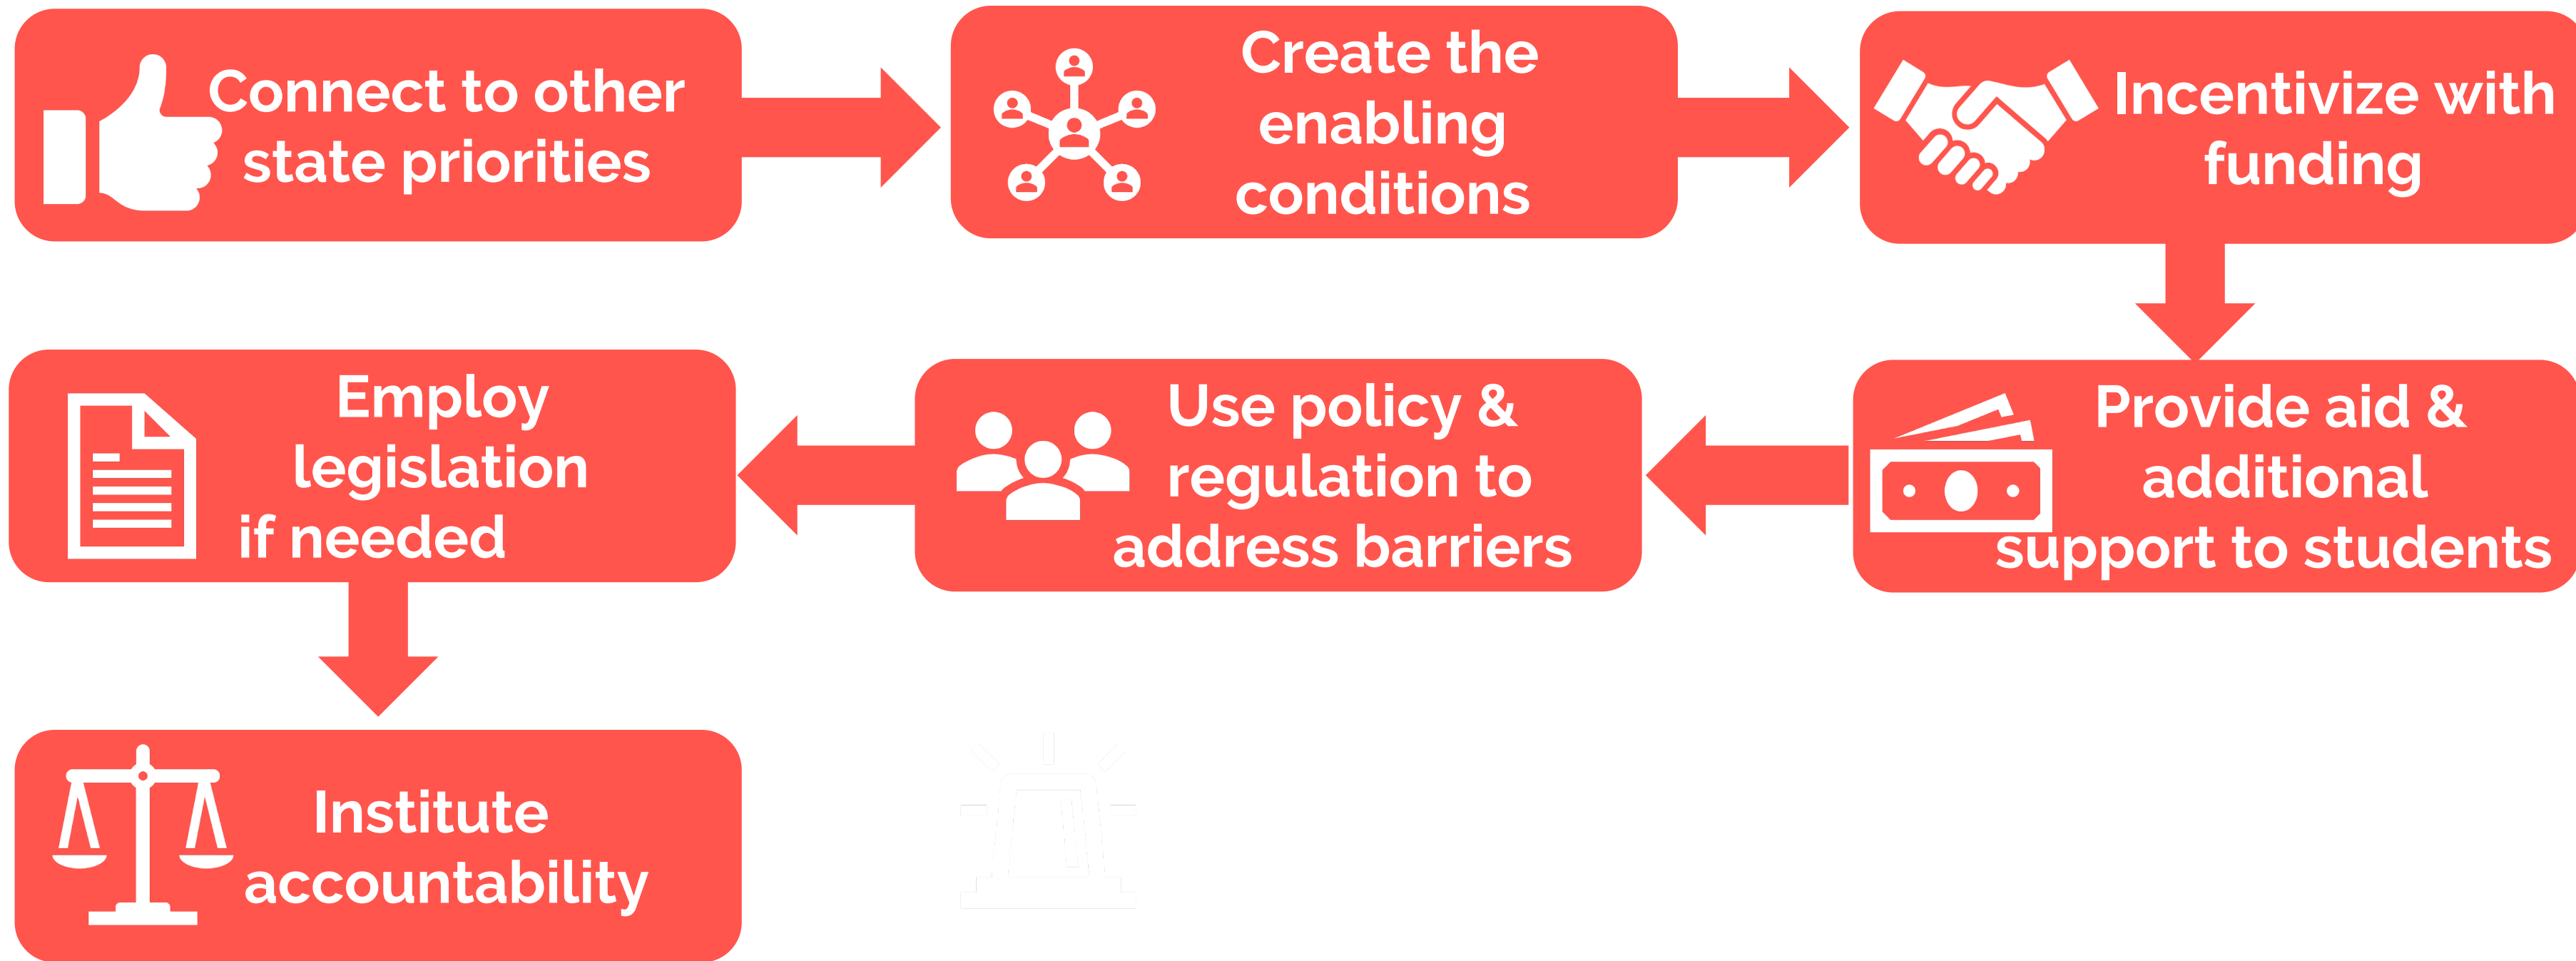 Connect to other
state priorities
Create the
enabling
conditions
Incentivize with
funding
Provide aid &
additional
support to students
Use policy &
regulation to
address barriers
Employ
legislation
if needed
Institute
accountability